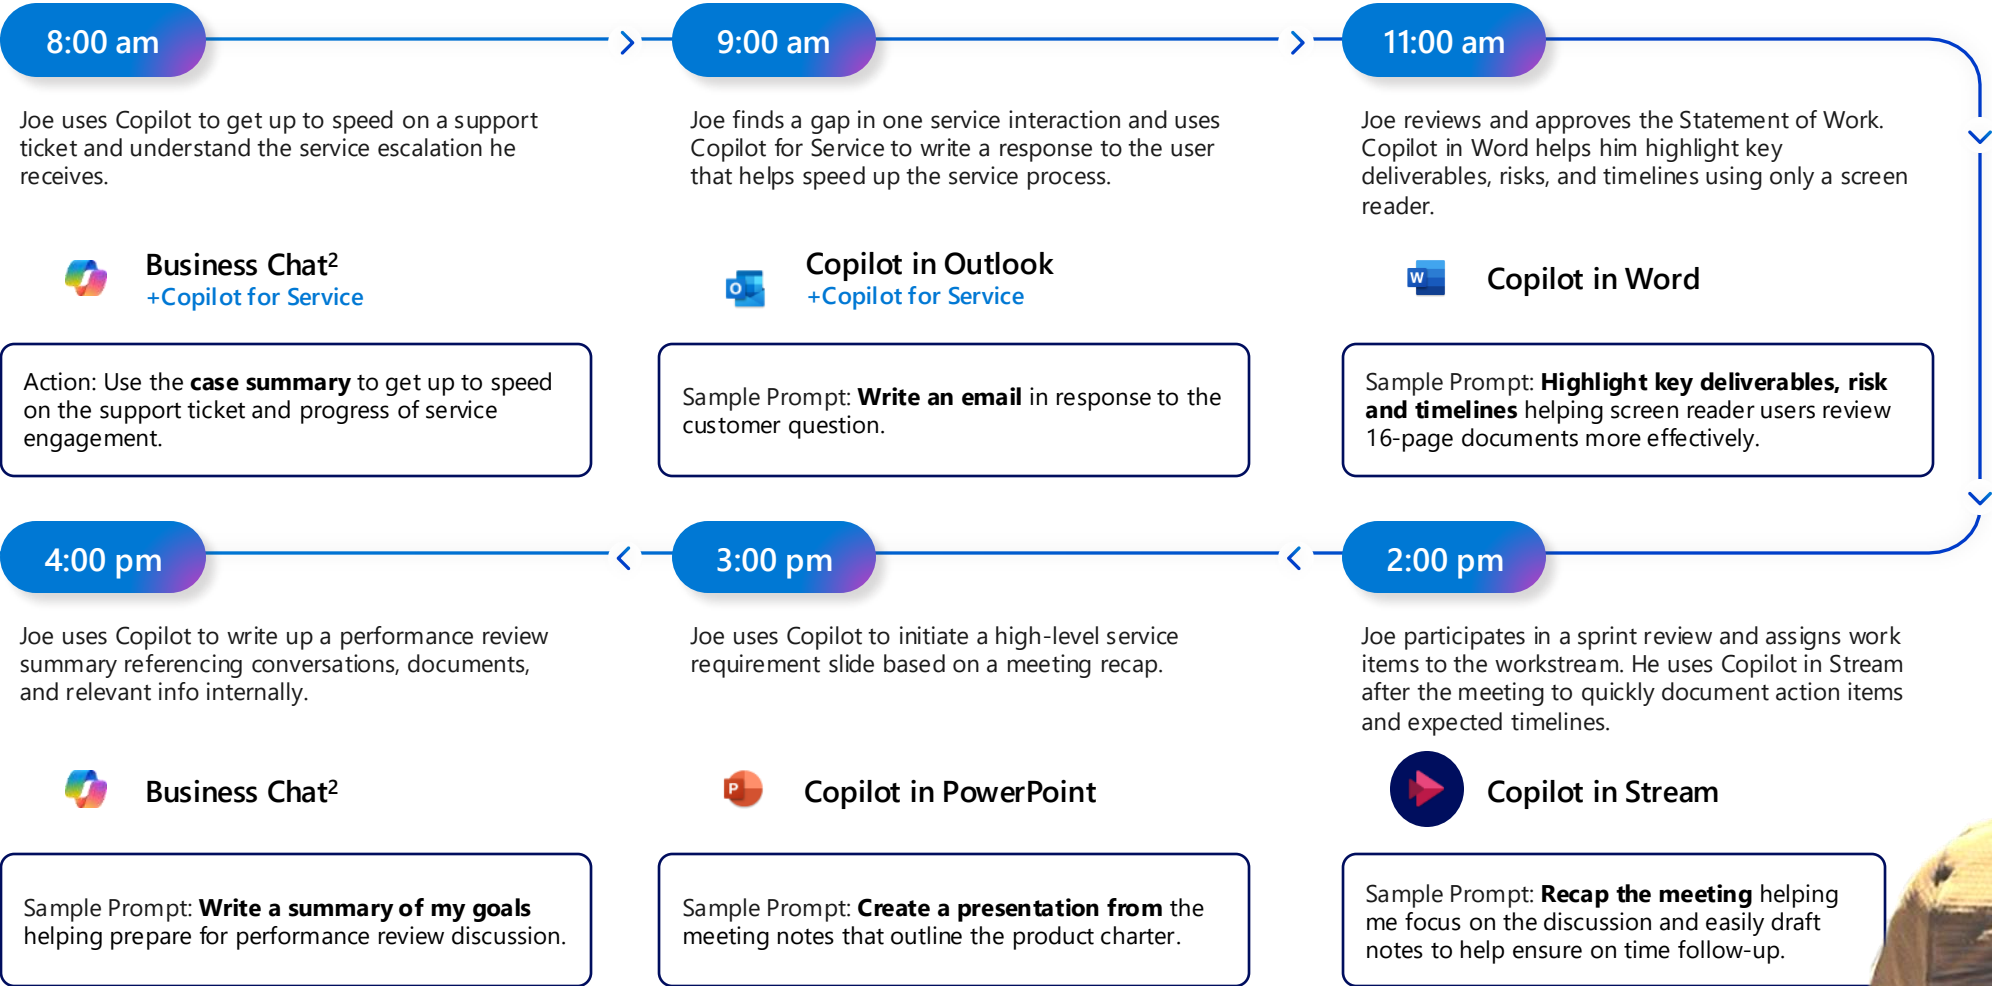 8:00 am
Joe uses Copilot to get up to speed on a support
ticket and understand the service escalation he
receives.
Business Chat²
+Copilot for Service
Action: Use the case summary to get up to speed
on the support ticket and progress of service
engagement.
9:00 am
Joe finds a gap in one service interaction and uses
Copilot for Service to write a response to the user
that helps speed up the service process.
Copilot in Outlook
+Copilot for Service
Sample Prompt: Write an email in response to the
customer question.
11:00 am
Joe reviews and approves the Statement of Work.
Copilot in Word helps him highlight key
deliverables, risks, and timelines using only a screen
reader.
Copilot in Word
Sample Prompt: Highlight key deliverables, risk
and timelines helping screen reader users review
16-page documents more effectively.
2:00 pm
Joe participates in a sprint review and assigns work
items to the workstream. He uses Copilot in Stream
after the meeting to quickly document action items
and expected timelines.
Copilot in Stream
Sample Prompt: Recap the meeting helping
me focus on the discussion and easily draft
notes to help ensure on time follow-up.
3:00 pm
Joe uses Copilot to initiate a high-level service
requirement slide based on a meeting recap.
Copilot in PowerPoint
Sample Prompt: Create a presentation from the
meeting notes that outline the product charter.
4:00 pm
Joe uses Copilot to write up a performance review
summary referencing conversations, documents,
and relevant info internally.
Business Chat²
Sample Prompt: Write a summary of my goals
helping prepare for performance review discussion.